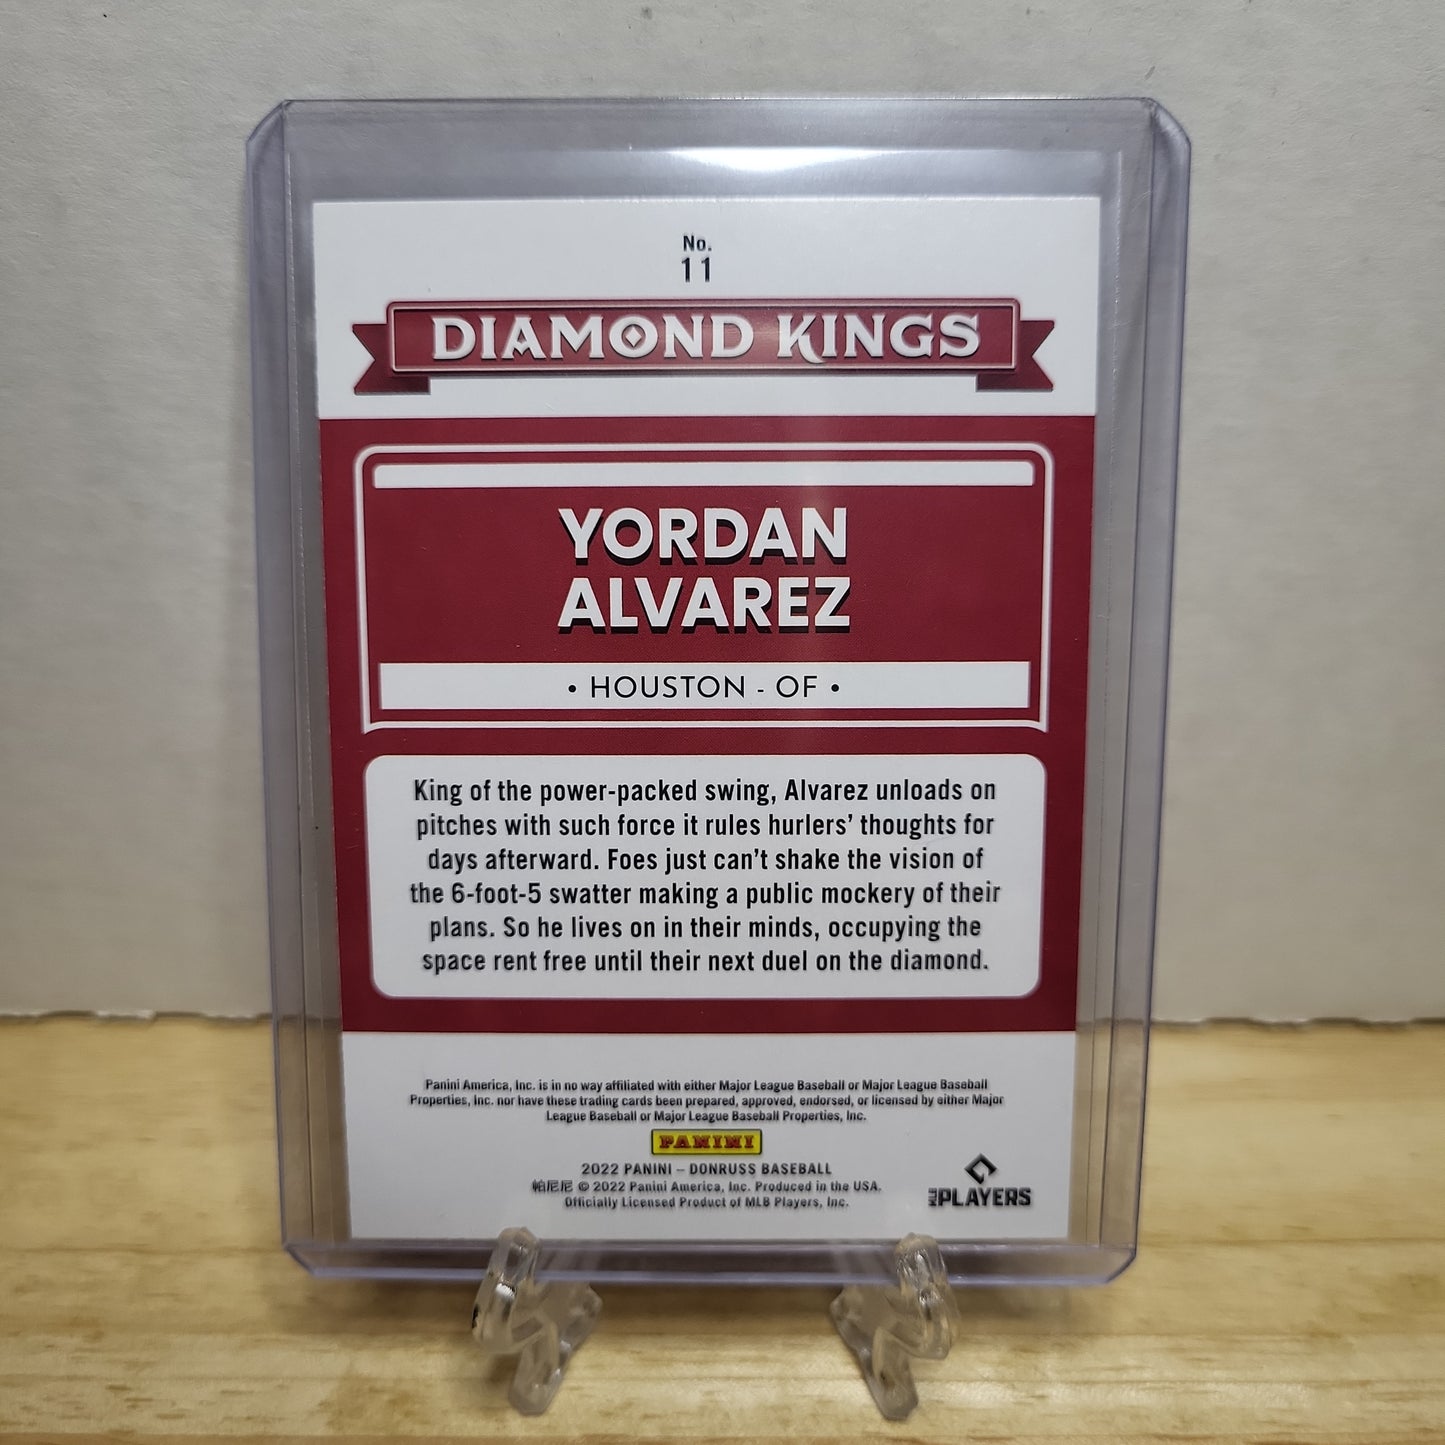 No.
11
DIAMOND KINGS
YORDAN
ALVAREZ
• HOUSTON - OF •
King of the power-packed swing, Alvarez unloads on
pitches with such force it rules hurlers' thoughts for
days afterward. Foes just can't shake the vision of
the 6-foot-5 swatter making a public mockery of their
plans. So he lives on in their minds, occupying the
space rent free until their next duel on the diamond.
Panini America, Inc. is in no way affiliated with either Major League Baseball or Major League Baseball
Properties, Inc. nor have these trading cards been prepared, approved, endorsed, or licensed by either Major
League Baseball or Major League Baseball Properties, Inc.
PANINI
2022 PANINI – DONRUSS BASEBALL
帕尼尼 © 2022 Panini America, Inc. Produced in the USA.
Officially Licensed Product of MLB Players, Inc.
MLB PLAYERS